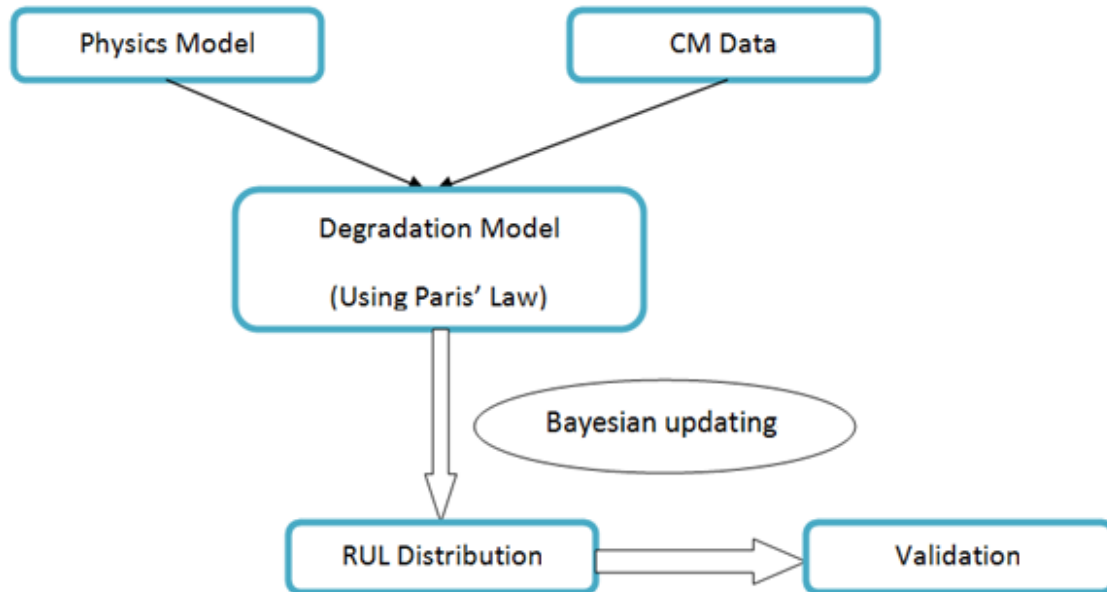 Physics Model
CM Data
Degradation Model
(Using Paris’ Law)
Bayesian updating
RUL Distribution
Validation